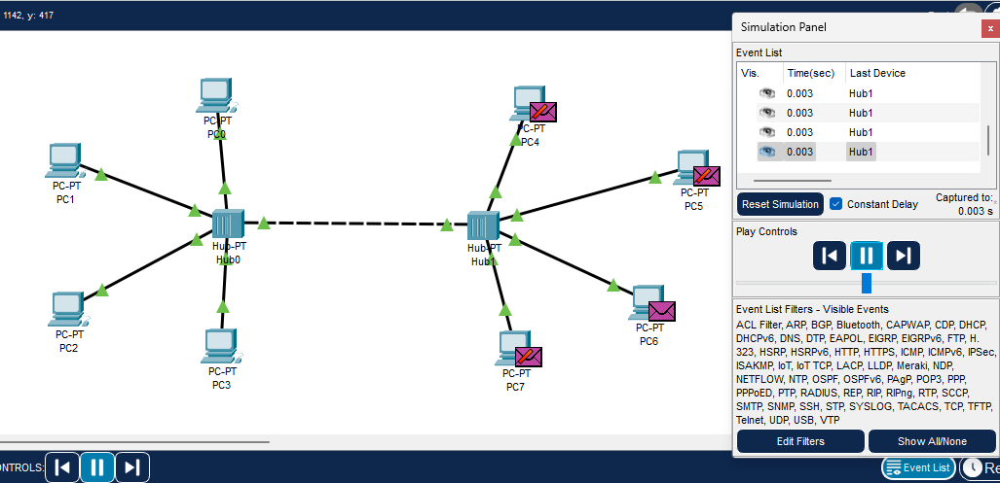 1142, y: 417
Simulation Panel
x
Event List
Vis. Time(sec) Last Device
0.003 Hub1
0.003 Hub1
0.003 Hub1
0.003 Hub1
Reset Simulation Constant Delay Captured to:
0.003 s
Play Controls
Event List Filters - Visible Events
ACL Filter, ARP, BGP, Bluetooth, CAPWAP, CDP, DHCP,
DHCPv6, DNS, DTP, EAPOL, EIGRP, EIGRPv6, FTP, H.
323, HSRP, HSRPv6, HTTP, HTTPS, ICMP, ICMPv6, IPSec,
ISAKMP, IoT, IoT TCP, LACP, LLDP, Meraki, NDP,
NETFLOW, NTP, OSPF, OSPFv6, PAgP, POP3, PPP,
PPPoED, PTP, RADIUS, REP, RIP, RIPng, RTP, SCCP,
SMTP, SNMP, SSH, STP, SYSLOG, TACACS, TCP, TFTP,
Telnet, UDP, USB, VTP
Edit Filters Show All/None
PC-PT
PC0
PC-PT
PC1
PC-PT
PC2
PC-PT
PC3
Hub-PT
Hub0
Hub-PT
Hub1
PC-PT
PC4
PC-PT
PC5
PC-PT
PC6
PC-PT
PC7
NTROLS:
Event List
Re